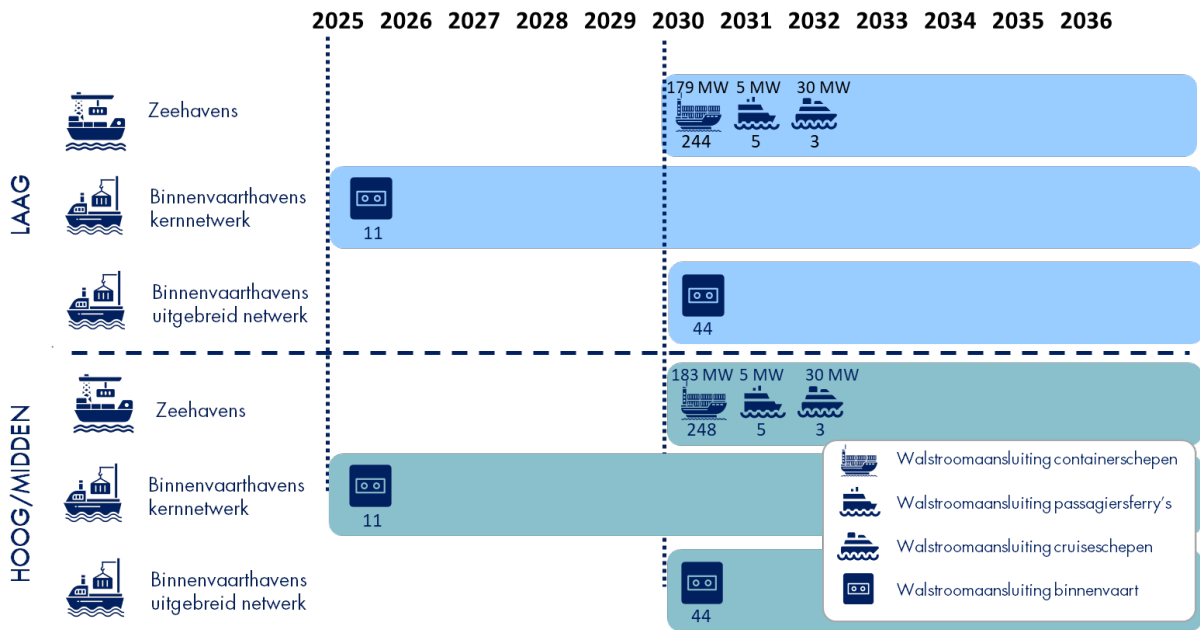 2025 2026 2027 2028 2029 2030 2031 2032 2033 2034 2035 2036
LAAG
Zeehavens
179 MW 5 MW 30 MW
244 5 3
Binnenvaarthavens
kernnetwerk
11
Binnenvaarthavens
uitgebreid netwerk
44
HOOG/MIDDEN
Zeehavens
183 MW 5 MW 30 MW
248 5 3
Binnenvaarthavens
kernnetwerk
11
Binnenvaarthavens
uitgebreid netwerk
44
Walstroomaansluiting containerschepen
Walstroomaansluiting passagiersferry's
Walstroomaansluiting cruiseschepen
Walstroomaansluiting binnenvaart